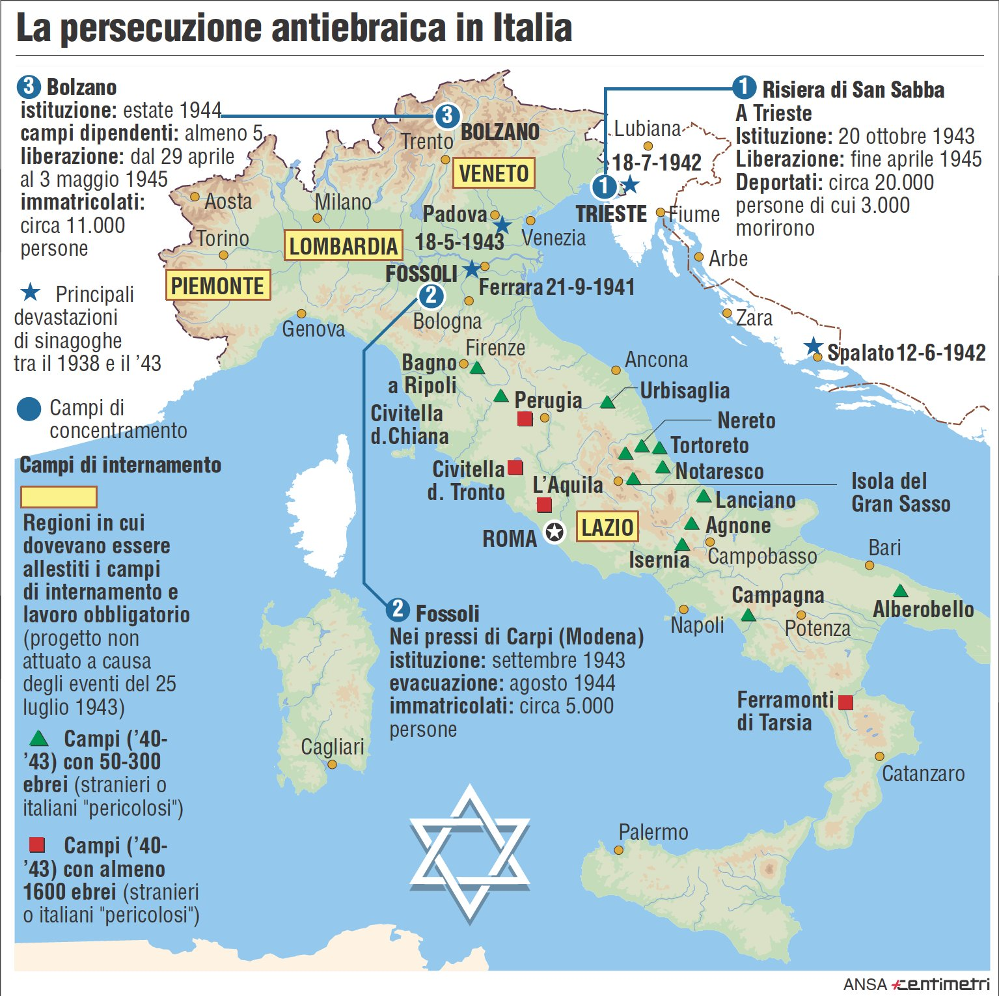 La persecuzione antiebraica in Italia
3 Bolzano
istituzione: estate 1944
campi dipendenti: almeno 5
liberazione: dal 29 aprile
al 3 maggio 1945
immatricolati:
circa 11.000
persone
Principali
devastazioni
di sinagoghe
tra il 1938 e il ’43
Campi di
concentramento
Campi di internamento
Regioni in cui
dovevano essere
allestiti i campi
di internamento e
lavoro obbligatorio
(progetto non
attuato a causa
degli eventi del 25
luglio 1943)
Campi (’40-
’43) con 50-300
ebrei (stranieri o
italiani "pericolosi")
Campi (’40-
’43) con almeno
1600 ebrei (stranieri
o italiani "pericolosi")
1 Risiera di San Sabba
A Trieste
Istituzione: 20 ottobre 1943
Liberazione: fine aprile 1945
Deportati: circa 20.000
persone di cui 3.000
morirono
3
BOLZANO
Trento
VENETO
Lubiana
18-7-1942
1
TRIESTE
Fiume
Aosta
Milano
Padova
18-5-1943
Venezia
Torino
LOMBARDIA
Arbe
PIEMONTE
FOSSOLI
2
Ferrara 21-9-1941
Genova
Bologna
Zara
Spalato 12-6-1942
Firenze
Bagno
a Ripoli
Ancona
Civitella
d.Chiana
Perugia
Urbisaglia
Nereto
Tortoreto
Notaresco
Civitella
d. Tronto
L’Aquila
Isola del
Gran Sasso
Lanciano
Agnone
LAZIO
ROMA
Isernia
Campobasso
Bari
Campagna
Alberobello
Napoli
Potenza
2 Fossoli
Nei pressi di Carpi (Modena)
istituzione: settembre 1943
evacuazione: agosto 1944
immatricolati: circa 5.000
persone
Ferramonti
di Tarsia
Cagliari
Catanzaro
Palermo
ANSA centimetri